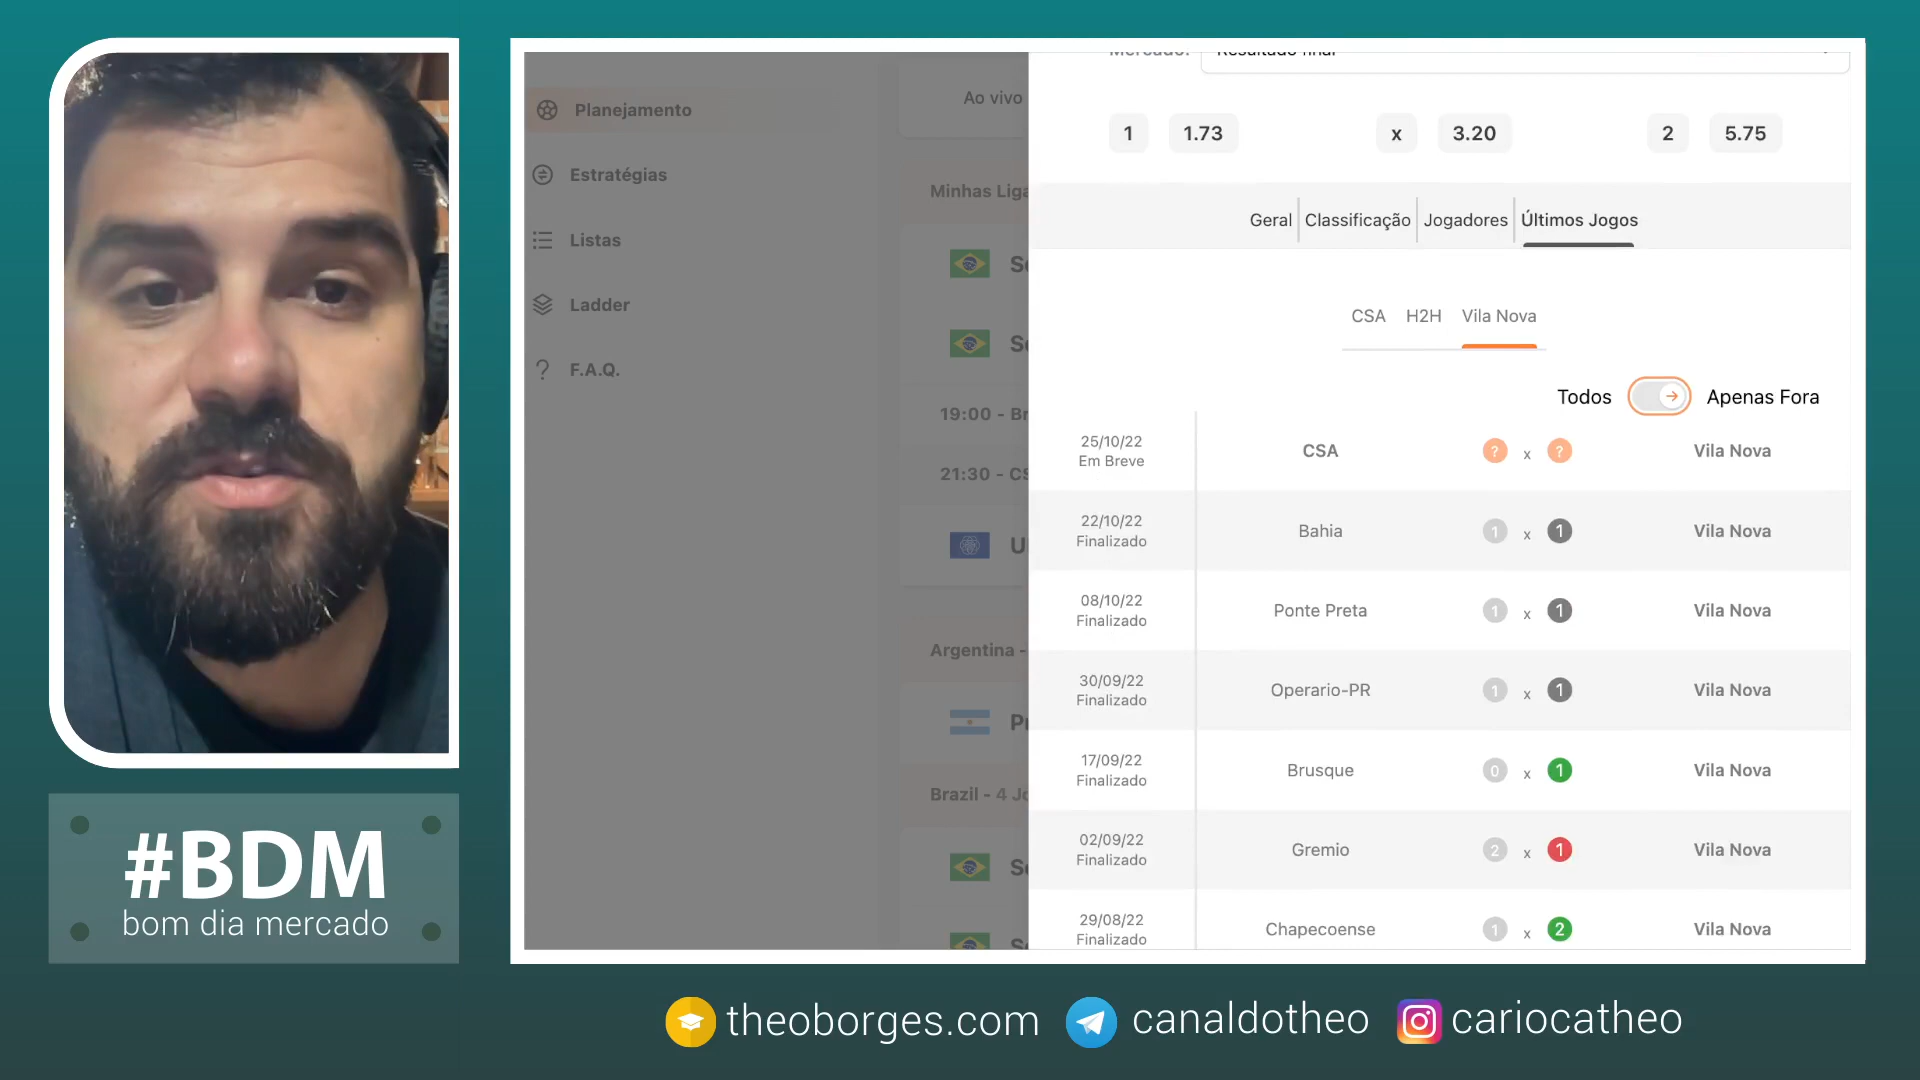 Mercado:
Resultado final
Planejamento
Estratégias
Listas
Ladder
F.A.Q.
Ao vivo
Minhas Liga
19:00 - Br
21:30 - CS
Argentina -
Brazil - 4 Jo
1 1.73 x 3.20 2 5.75
Geral Classificação Jogadores Últimos Jogos
CSA H2H Vila Nova
Todos Apenas Fora
25/10/22
Em Breve
CSA ? x ? Vila Nova
22/10/22
Finalizado
Bahia 1 x 1 Vila Nova
08/10/22
Finalizado
Ponte Preta 1 x 1 Vila Nova
30/09/22
Finalizado
Operario-PR 1 x 1 Vila Nova
17/09/22
Finalizado
Brusque 0 x 1 Vila Nova
02/09/22
Finalizado
Gremio 2 x 1 Vila Nova
29/08/22
Finalizado
Chapecoense 1 x 2 Vila Nova
#BDM
bom dia mercado
theoborges.com canaldotheo cariocatheo